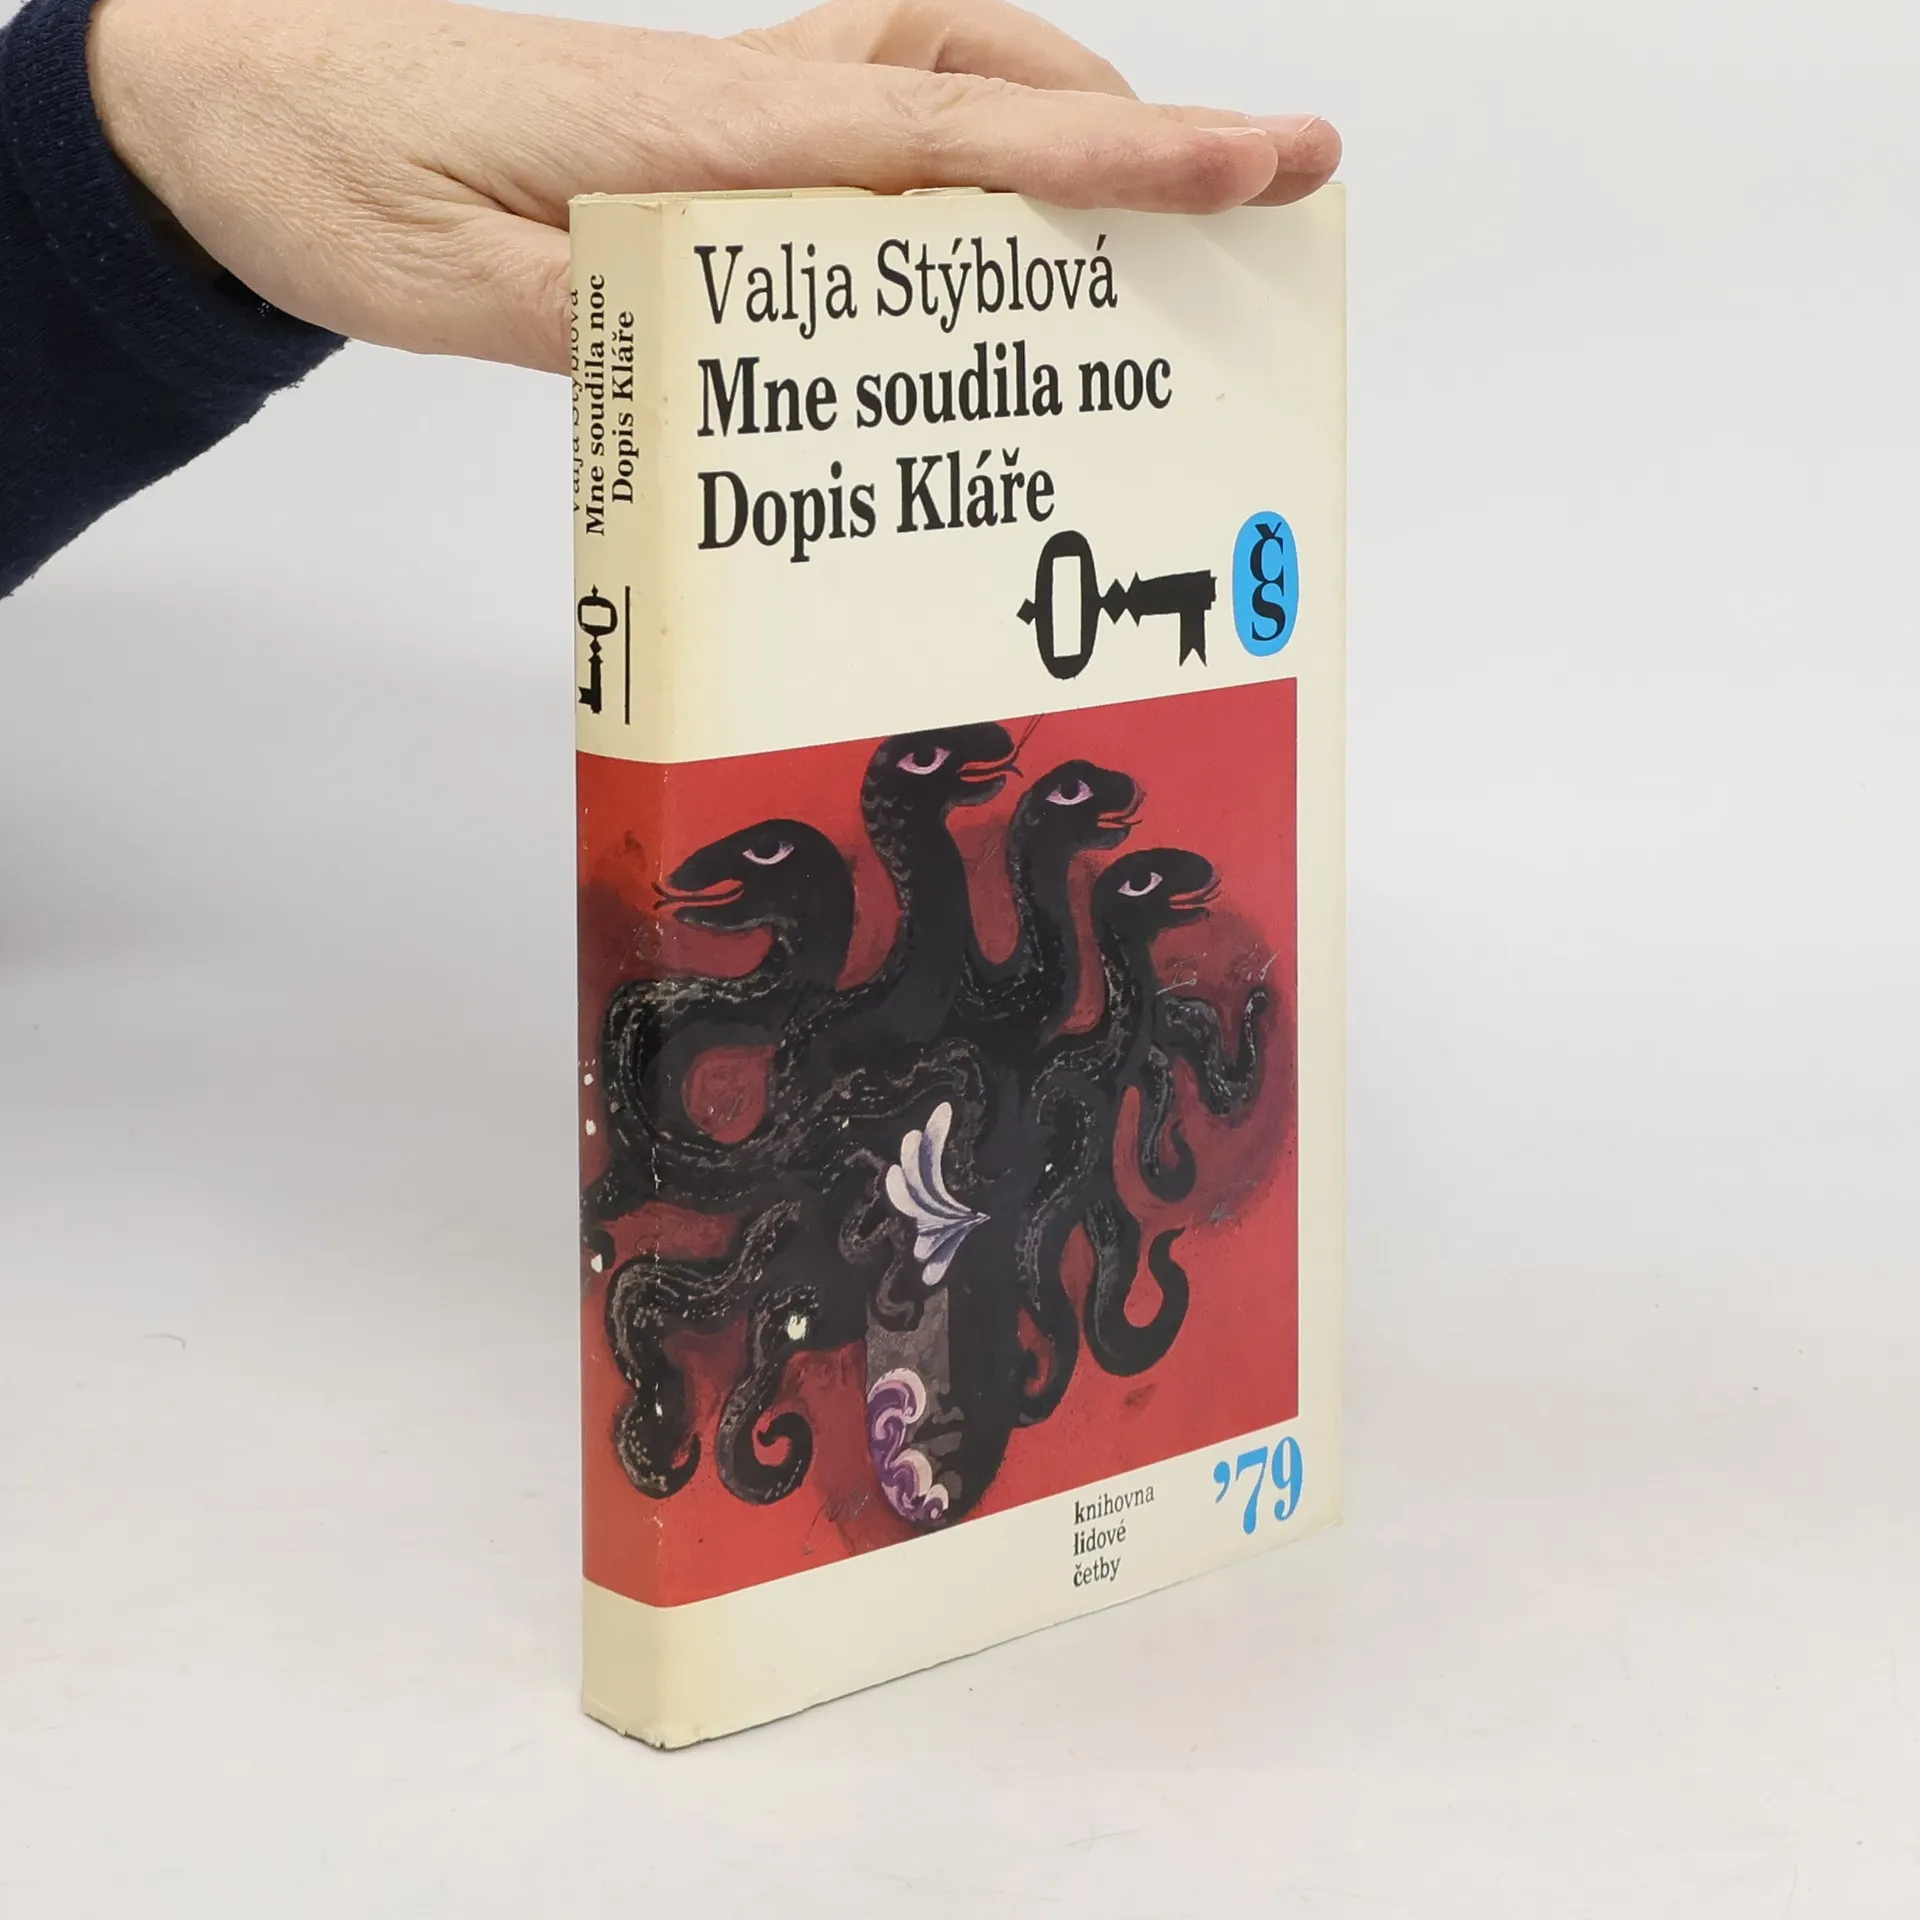 Valja Stýblová
Mne soudila noc
Dopis Kláře
ČS
knihovna
lidové
četby
’79
Valja Stýblová
Mne soudila noc
Dopis Kláře